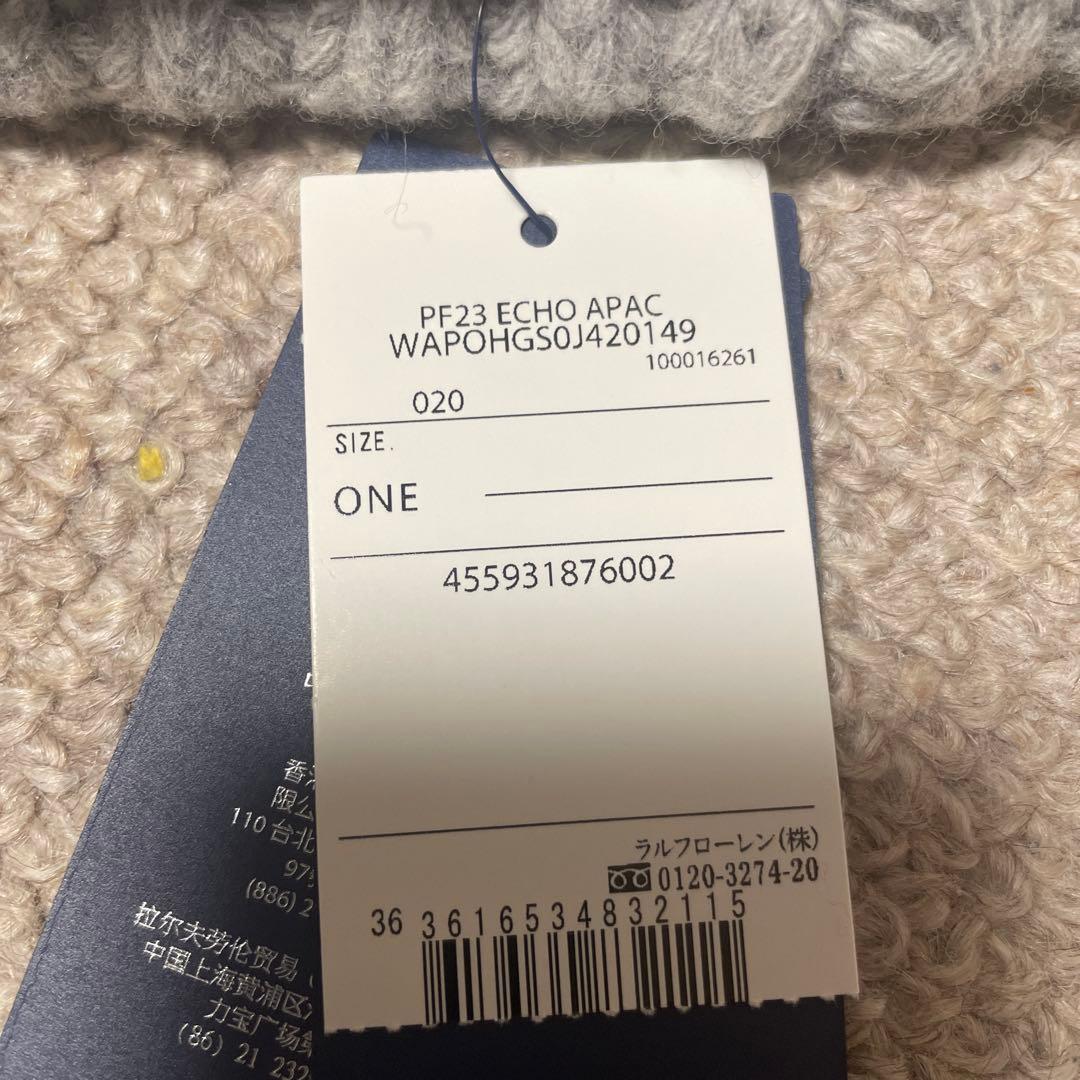 PF23 ECHO APAC
WAPOHGS0J420149
100016261
020
SIZE.
ONE
455931876002
ラルフローレン(株)
0120-3274-20
36 3616534832115
香港
限公
110 台北
97
(886) 2
拉尔夫劳伦贸易（
中国上海黄浦区
力宝广场
(86) 21 232